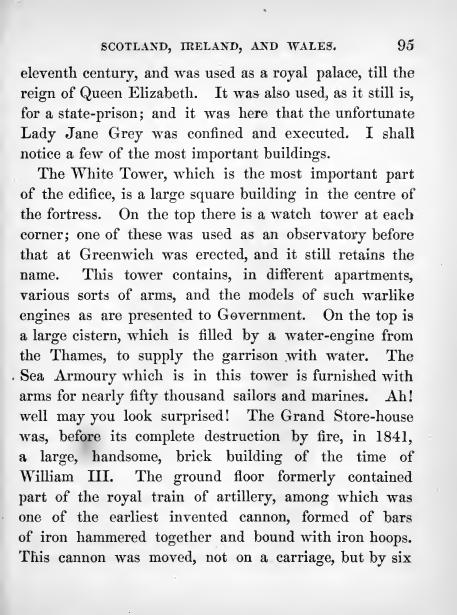 SCOTLAND, IRELAND, AND WALES. 95
eleventh century, and was used as a royal palace, till the
reign of Queen Elizabeth. It was also used, as it still is,
for a state-prison; and it was here that the unfortunate
Lady Jane Grey was confined and executed. I shall
notice a few of the most important buildings.
The White Tower, which is the most important part
of the edifice, is a large square building in the centre of
the fortress. On the top there is a watch tower at each
corner; one of these was used as an observatory before
that at Greenwich was erected, and it still retains the
name. This tower contains, in different apartments,
various sorts of arms, and the models of such warlike
engines as are presented to Government. On the top is
a large cistern, which is filled by a water-engine from
the Thames, to supply the garrison with water. The
Sea Armoury which is in this tower is furnished with
arms for nearly fifty thousand sailors and marines. Ah!
well may you look surprised! The Grand Store-house
was, before its complete destruction by fire, in 1841,
a large, handsome, brick building of the time of
William III. The ground floor formerly contained
part of the royal train of artillery, among which was
one of the earliest invented cannon, formed of bars
of iron hammered together and bound with iron hoops.
This cannon was moved, not on a carriage, but by six